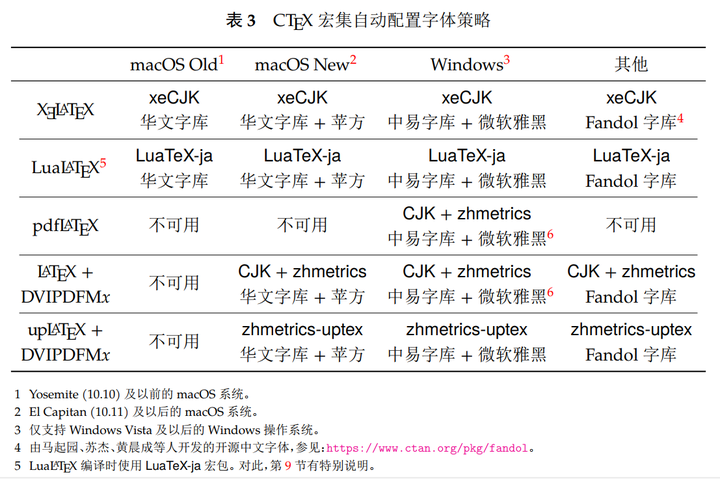 表 3 CTEX 宏集自动配置字体策略
macOS Old1 macOS New2 Windows3 其他
XƎLATEX xeCJK 华文字库 xeCJK 华文字库 + 苹方 xeCJK 中易字库 + 微软雅黑 xeCJK Fandol 字库4
LuaLATEX5 LuaTeX-ja 华文字库 LuaTeX-ja 华文字库 + 苹方 LuaTeX-ja 中易字库 + 微软雅黑 LuaTeX-ja Fandol 字库
pdfLATEX 不可用 不可用 CJK + zhmetrics 中易字库 + 微软雅黑6 不可用
LATEX + DVIPDFMx 不可用 CJK + zhmetrics 华文字库 + 苹方 CJK + zhmetrics 中易字库 + 微软雅黑6 CJK + zhmetrics Fandol 字库
upLATEX + DVIPDFMx 不可用 zhmetrics-uptex 华文字库 + 苹方 zhmetrics-uptex 中易字库 + 微软雅黑 zhmetrics-uptex Fandol 字库
1 Yosemite (10.10) 及以前的 macOS 系统。
2 El Capitan (10.11) 及以后的 macOS 系统。
3 仅支持 Windows Vista 及以后的 Windows 操作系统。
4 由马起园、苏杰、黄晨成等人开发的开源中文字体,参见:https://www.ctan.org/pkg/fandol。
5 LuaLATEX 编译时使用 LuaTeX-ja 宏包。对此,第 9 节有特别说明。